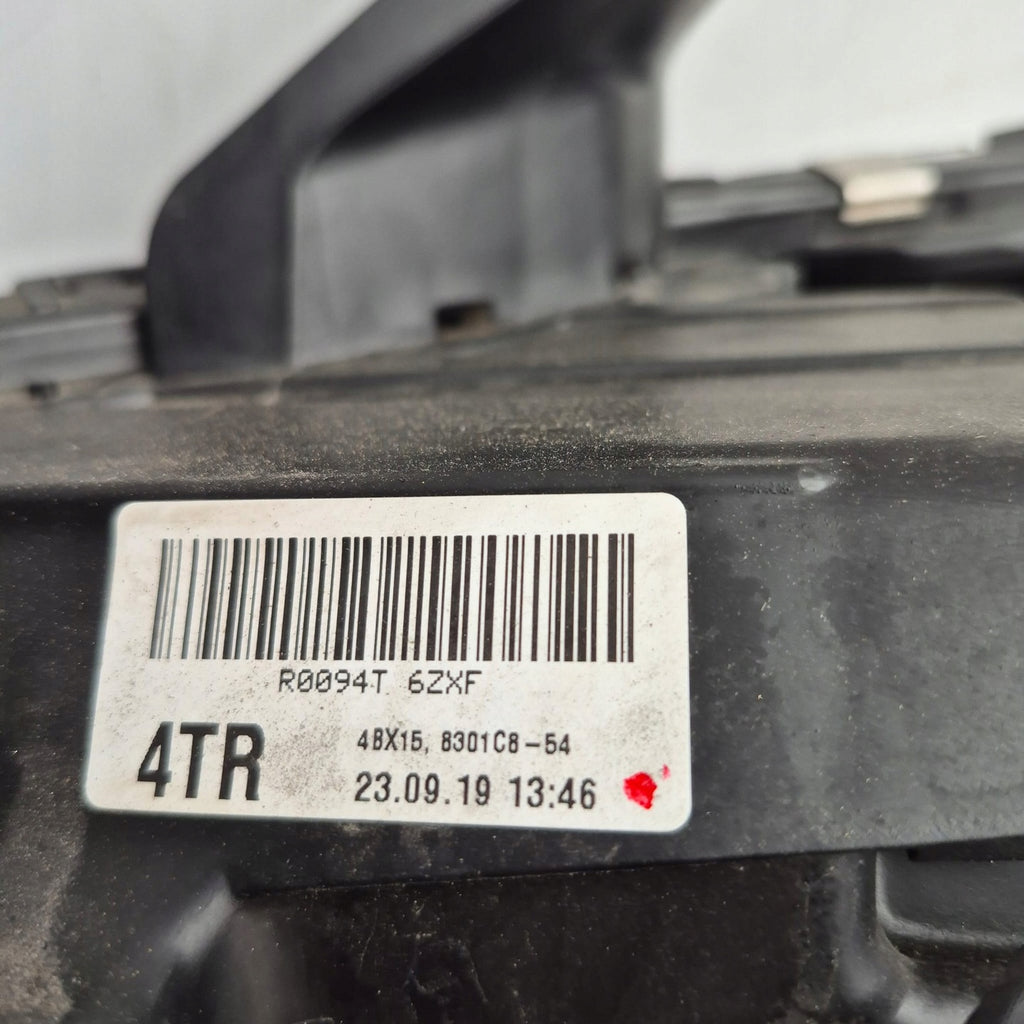 R0094T 6ZXF
4TR
4BX15, 8301C8-54
23.09.19 13:46